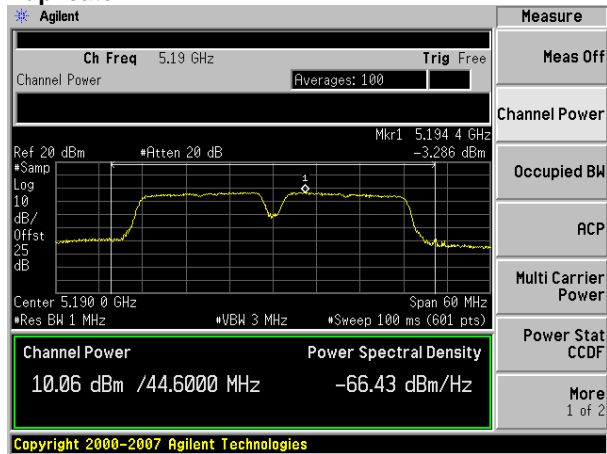 Agilent
Measure
Ch Freq 5.19 GHz Trig Free
Channel Power Averages: 100
Meas Off
Channel Power
Occupied BW
ACP
Multi Carrier
Power
Power Stat
CCDF
More
1 of 2
Mkr1 5.194 4 GHz
Ref 20 dBm #Atten 20 dB -3.286 dBm
#Samp
Log
10
dB/
Offst
25
dB
1
Center 5.190 0 GHz Span 60 MHz
#Res BW 1 MHz #VBW 3 MHz #Sweep 100 ms (601 pts)
Channel Power Power Spectral Density
10.06 dBm /44.6000 MHz -66.43 dBm/Hz
Copyright 2000-2007 Agilent Technologies